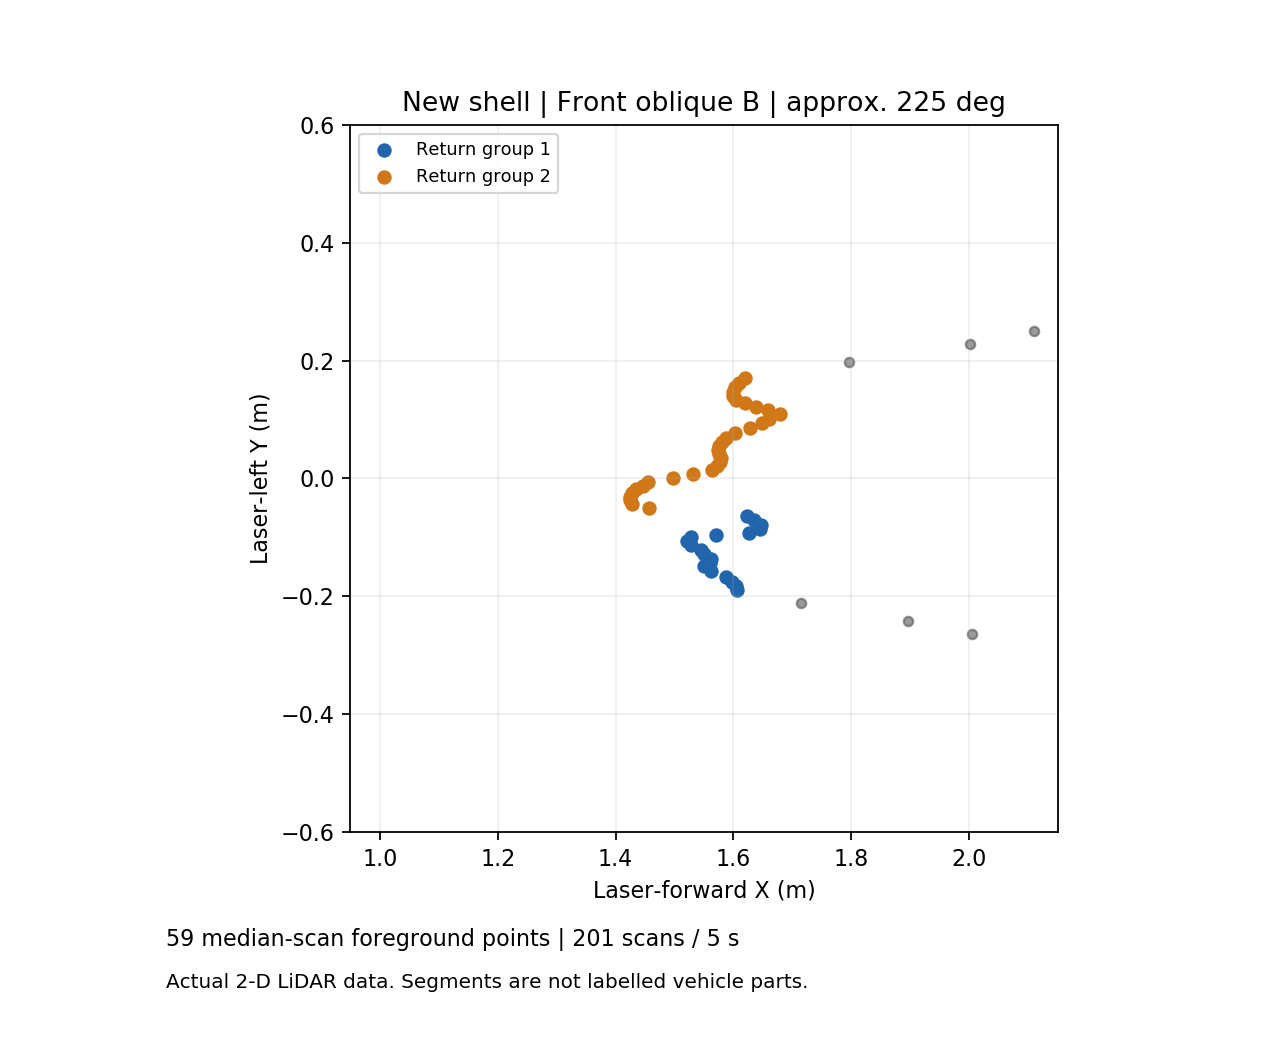 New shell | Front oblique B | approx. 225 deg
Return group 1
Return group 2
0.6
0.4
0.2
0.0
−0.2
−0.4
−0.6
Laser-left Y (m)
1.0 1.2 1.4 1.6 1.8 2.0
Laser-forward X (m)
59 median-scan foreground points | 201 scans / 5 s
Actual 2-D LiDAR data. Segments are not labelled vehicle parts.